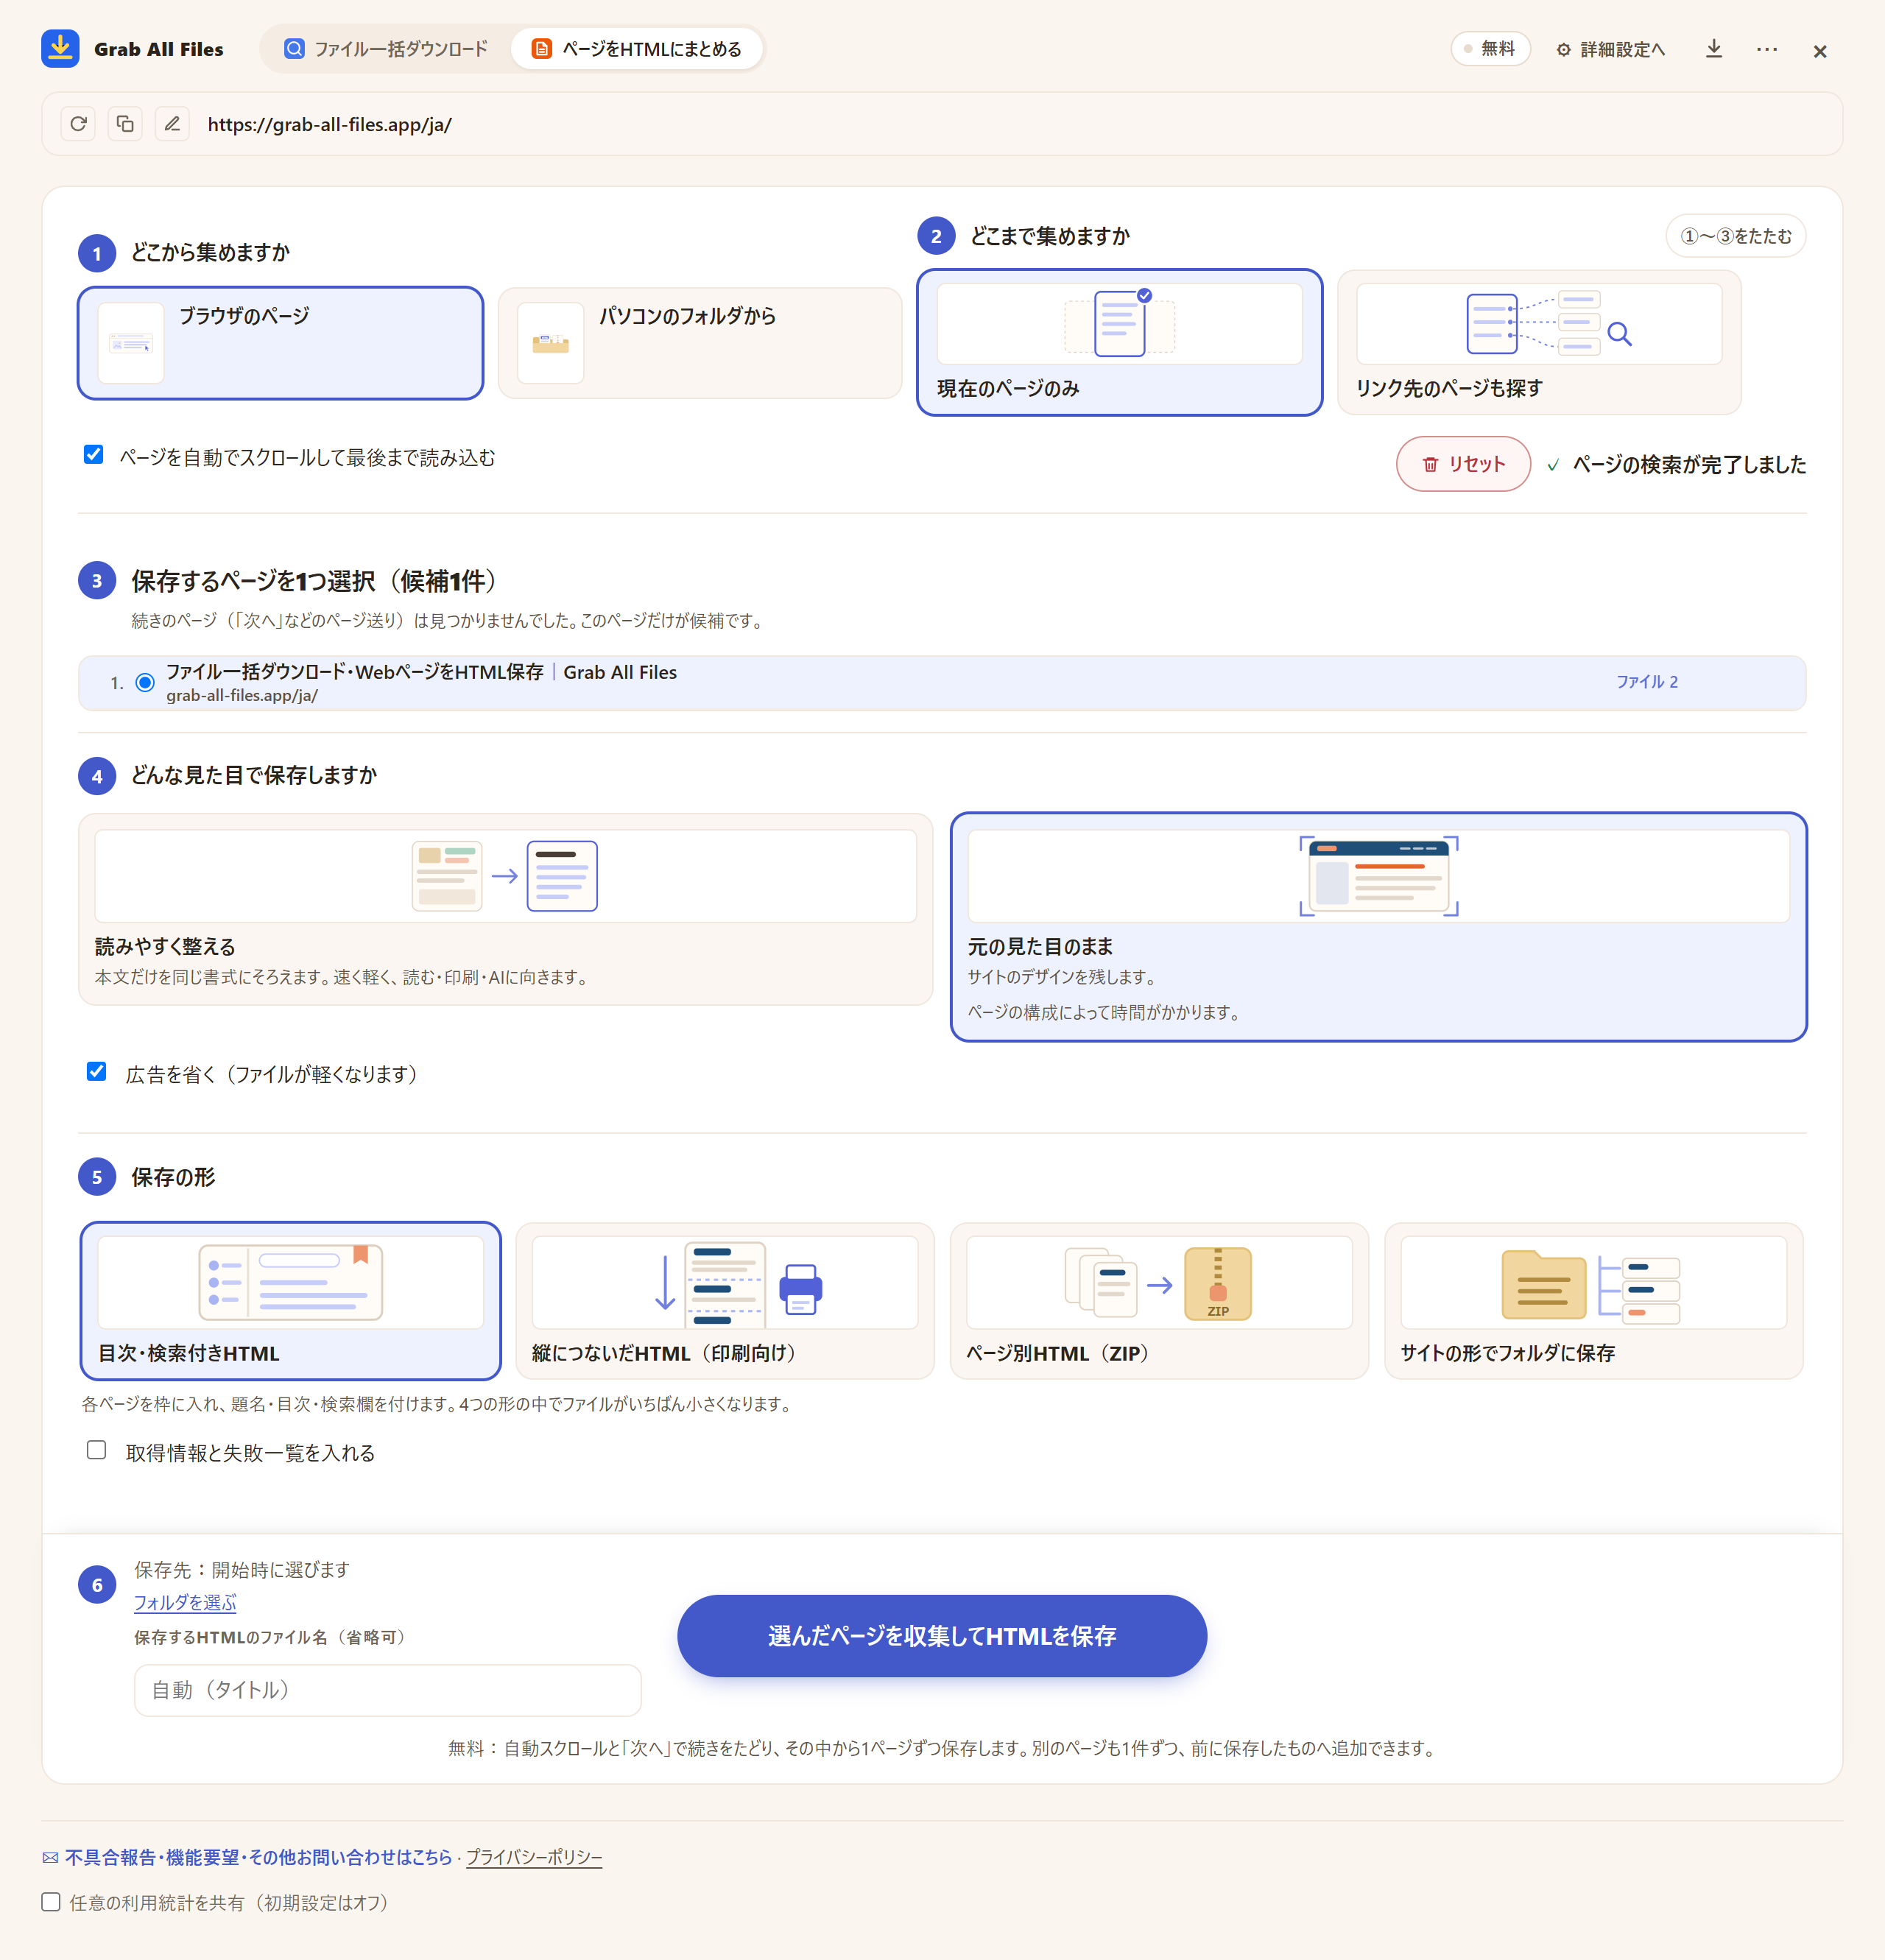 Grab All Files
ファイル一括ダウンロード
ページをHTMLにまとめる
無料
詳細設定へ
https://grab-all-files.app/ja/
1 どこから集めますか
ブラウザのページ
パソコンのフォルダから
2 どこまで集めますか
①〜③をたたむ
現在のページのみ
リンク先のページも探す
ページを自動でスクロールして最後まで読み込む
リセット
✓ ページの検索が完了しました
3 保存するページを1つ選択（候補1件）
続きのページ（「次へ」などのページ送り）は見つかりませんでした。このページだけが候補です。
1. ファイル一括ダウンロード・WebページをHTML保存｜Grab All Files
grab-all-files.app/ja/
ファイル 2
4 どんな見た目で保存しますか
読みやすく整える
本文だけを同じ書式にそろえます。速く軽く、読む・印刷・AIに向きます。
元の見た目のまま
サイトのデザインを残します。
ページの構成によって時間がかかります。
広告を省く（ファイルが軽くなります）
5 保存の形
目次・検索付きHTML
縦につないだHTML（印刷向け）
ZIP
ページ別HTML（ZIP）
サイトの形でフォルダに保存
各ページを枠に入れ、題名・目次・検索欄を付けます。4つの形の中でファイルがいちばん小さくなります。
取得情報と失敗一覧を入れる
6 保存先：開始時に選びます
フォルダを選ぶ
保存するHTMLのファイル名（省略可）
自動（タイトル）
選んだページを収集してHTMLを保存
無料：自動スクロールと「次へ」で続きをたどり、その中から1ページずつ保存します。別のページも1件ずつ、前に保存したものへ追加できます。
不具合報告・機能要望・その他お問い合わせはこちら · プライバシーポリシー
任意の利用統計を共有（初期設定はオフ）